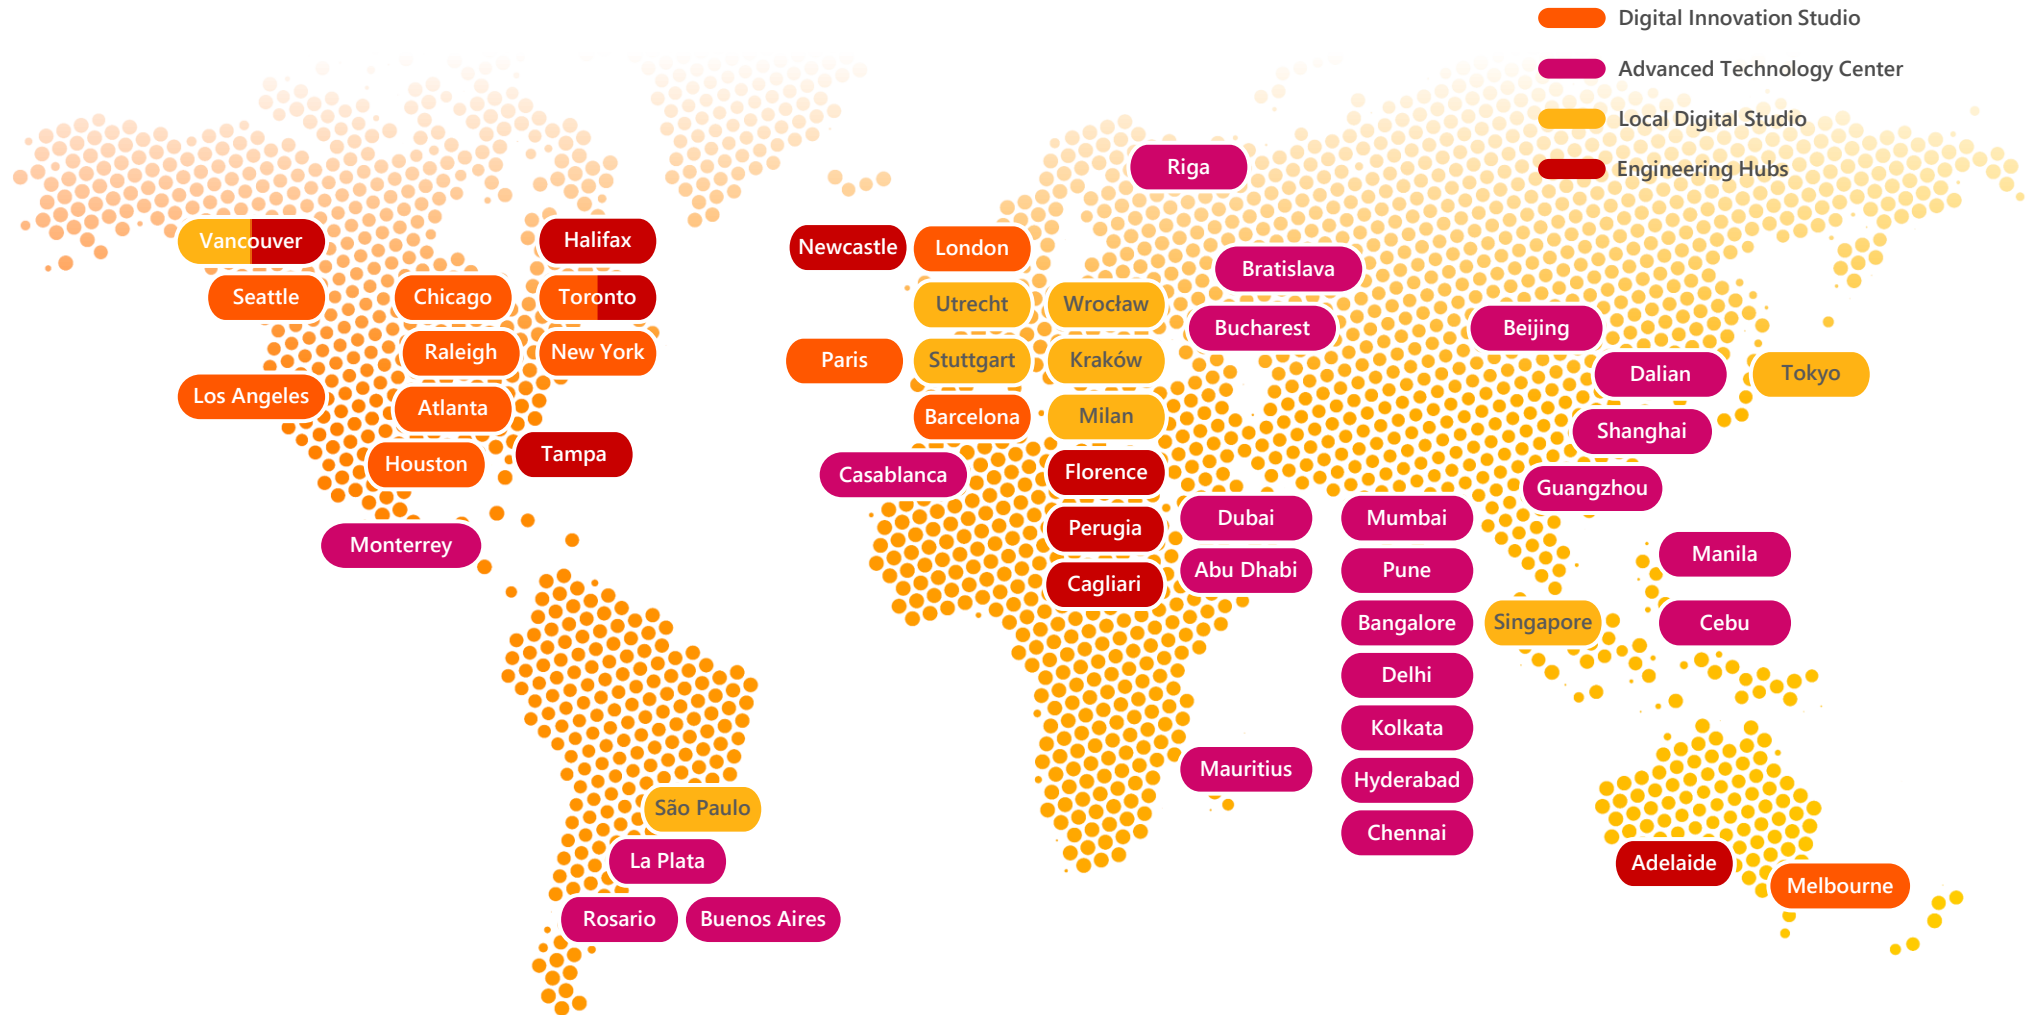 Digital Innovation Studio
Advanced Technology Center
Local Digital Studio
Engineering Hubs
Riga
Vancouver
Halifax
Newcastle
London
Bratislava
Seattle
Chicago
Toronto
Utrecht
Wrocław
Bucharest
Beijing
Raleigh
New York
Paris
Stuttgart
Kraków
Dalian
Tokyo
Los Angeles
Atlanta
Barcelona
Milan
Shanghai
Houston
Tampa
Casablanca
Florence
Guangzhou
Monterrey
Perugia
Dubai
Mumbai
Manila
Cagliari
Abu Dhabi
Pune
Bangalore
Singapore
Cebu
Delhi
Kolkata
Mauritius
Hyderabad
São Paulo
Chennai
La Plata
Adelaide
Melbourne
Rosario
Buenos Aires